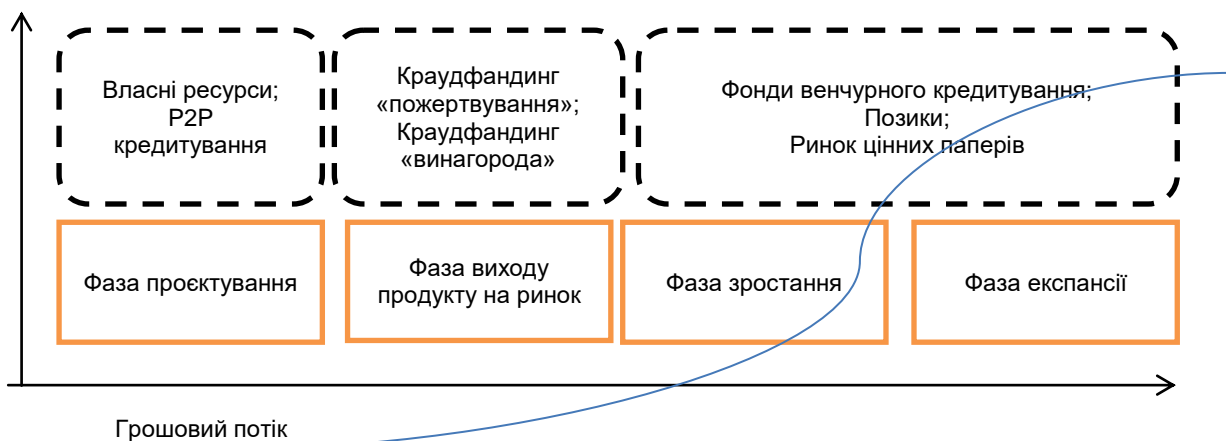 Власні ресурси;
P2P
кредитування
Краудфандинг
«пожертвування»;
Краудфандинг
«винагорода»
Фонди венчурного кредитування;
Позики;
Ринок цінних паперів
Фаза проєктування
Фаза виходу
продукту на ринок
Фаза зростання
Фаза експансії
Грошовий потік